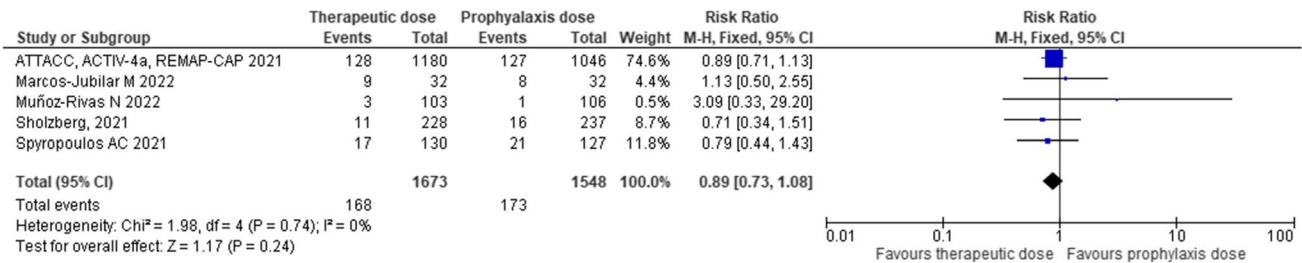 Therapeutic dose Prophyalaxis dose Risk Ratio Risk Ratio
Study or Subgroup Events Total Events Total Weight M-H, Fixed, 95% CI M-H, Fixed, 95% CI
ATTACC, ACTIV-4a, REMAP-CAP 2021 128 1180 127 1046 74.6% 0.89 [0.71, 1.13]
Marcos-Jubilar M 2022 9 32 8 32 4.4% 1.13 [0.50, 2.55]
Muñoz-Rivas N 2022 3 103 1 106 0.5% 3.09 [0.33, 29.20]
Sholzberg, 2021 11 228 16 237 8.7% 0.71 [0.34, 1.51]
Spyropoulos AC 2021 17 130 21 127 11.8% 0.79 [0.44, 1.43]
Total (95% CI) 1673 1548 100.0% 0.89 [0.73, 1.08]
Total events 168 173
Heterogeneity: Chi² = 1.98, df = 4 (P = 0.74); I² = 0%
Test for overall effect: Z = 1.17 (P = 0.24)
0.01 0.1 1 10 100
Favours therapeutic dose Favours prophylaxis dose